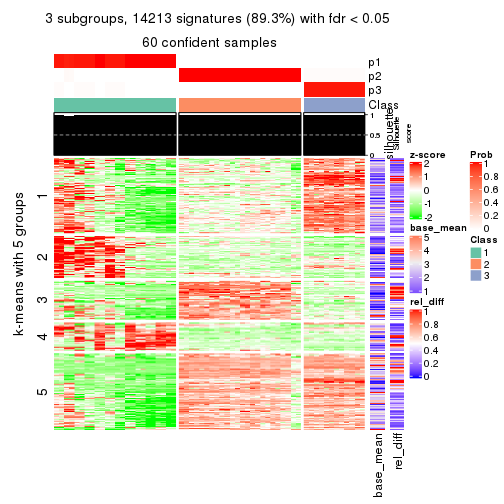 3 subgroups, 14213 signatures (89.3%) with fdr < 0.05
60 confident samples
p1
p2
p3
Class
1
0.5
0
silhouette
Silhouette
score
k-means with 5 groups
1
2
3
4
5
base_mean
rel_diff
z-score
2
1
0
-1
-2
base_mean
5
4
3
2
1
rel_diff
1
0.8
0.6
0.4
0.2
0
Prob
1
0.8
0.6
0.4
0.2
0
Class
1
2
3